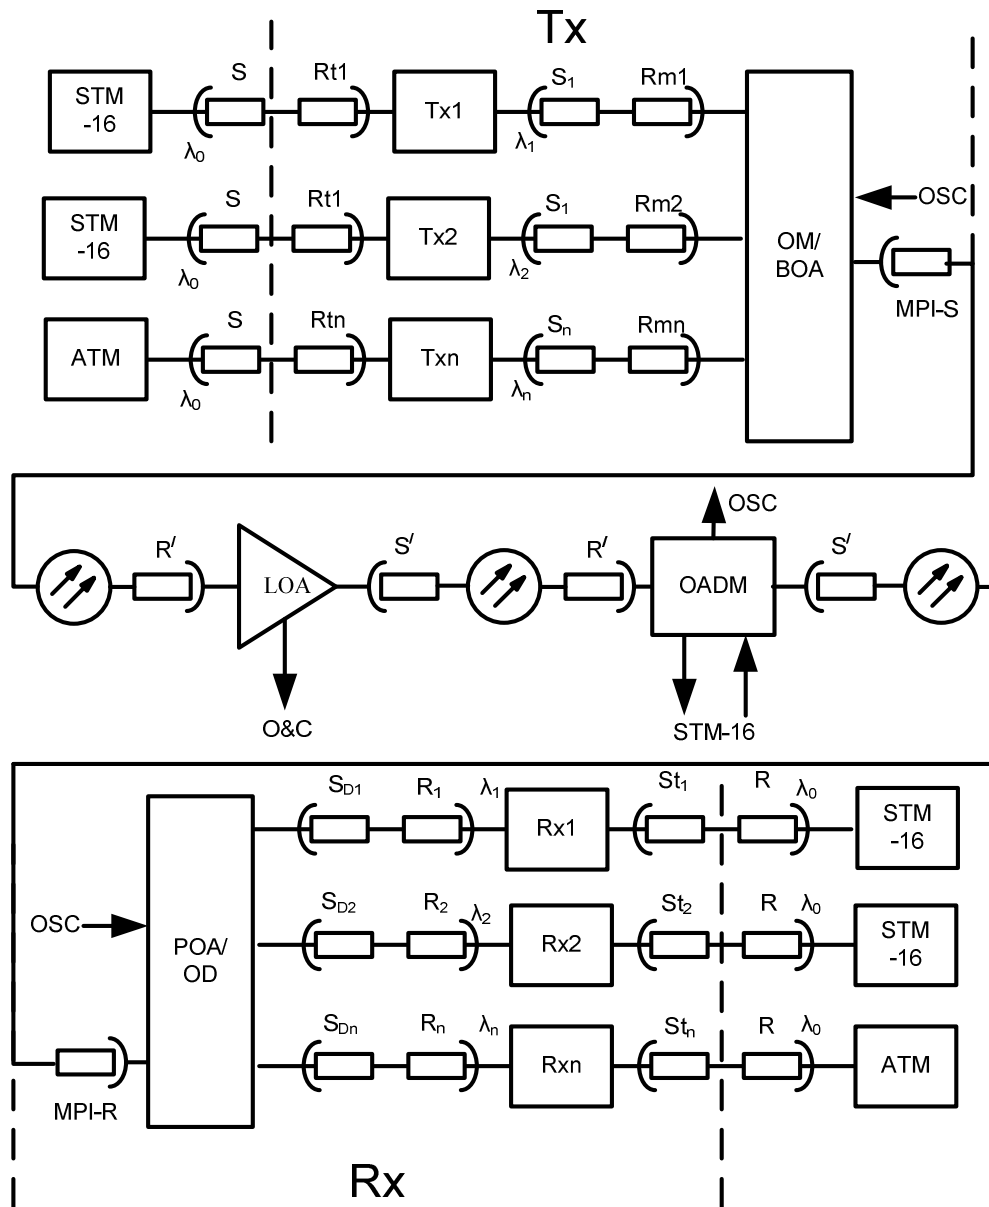 Tx
STM
-16
S
Rt1
Tx1
S₁
Rm1
λ₀
λ₁
STM
-16
S
Rt1
Tx2
S₁
Rm2
λ₀
λ₂
ATM
S
Rtn
Txn
Sₙ
Rmn
λ₀
λₙ
OM/
BOA
OSC
MPI-S
R′
LOA
O&C
S′
R′
OSC
OADM
STM-16
S′
OSC
POA/
OD
MPI-R
S_D1
R₁
λ₁
Rx1
St₁
R
λ₀
STM
-16
S_D2
R₂
λ₂
Rx2
St₂
R
λ₀
STM
-16
S_Dn
Rₙ
λₙ
Rxn
Stₙ
R
λ₀
ATM
Rx